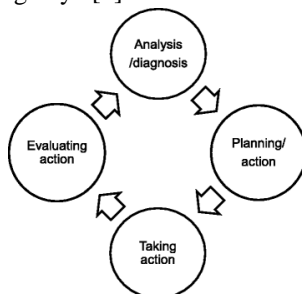 Analysis
/diagnosis
Planning/
action
Taking
action
Evaluating
action